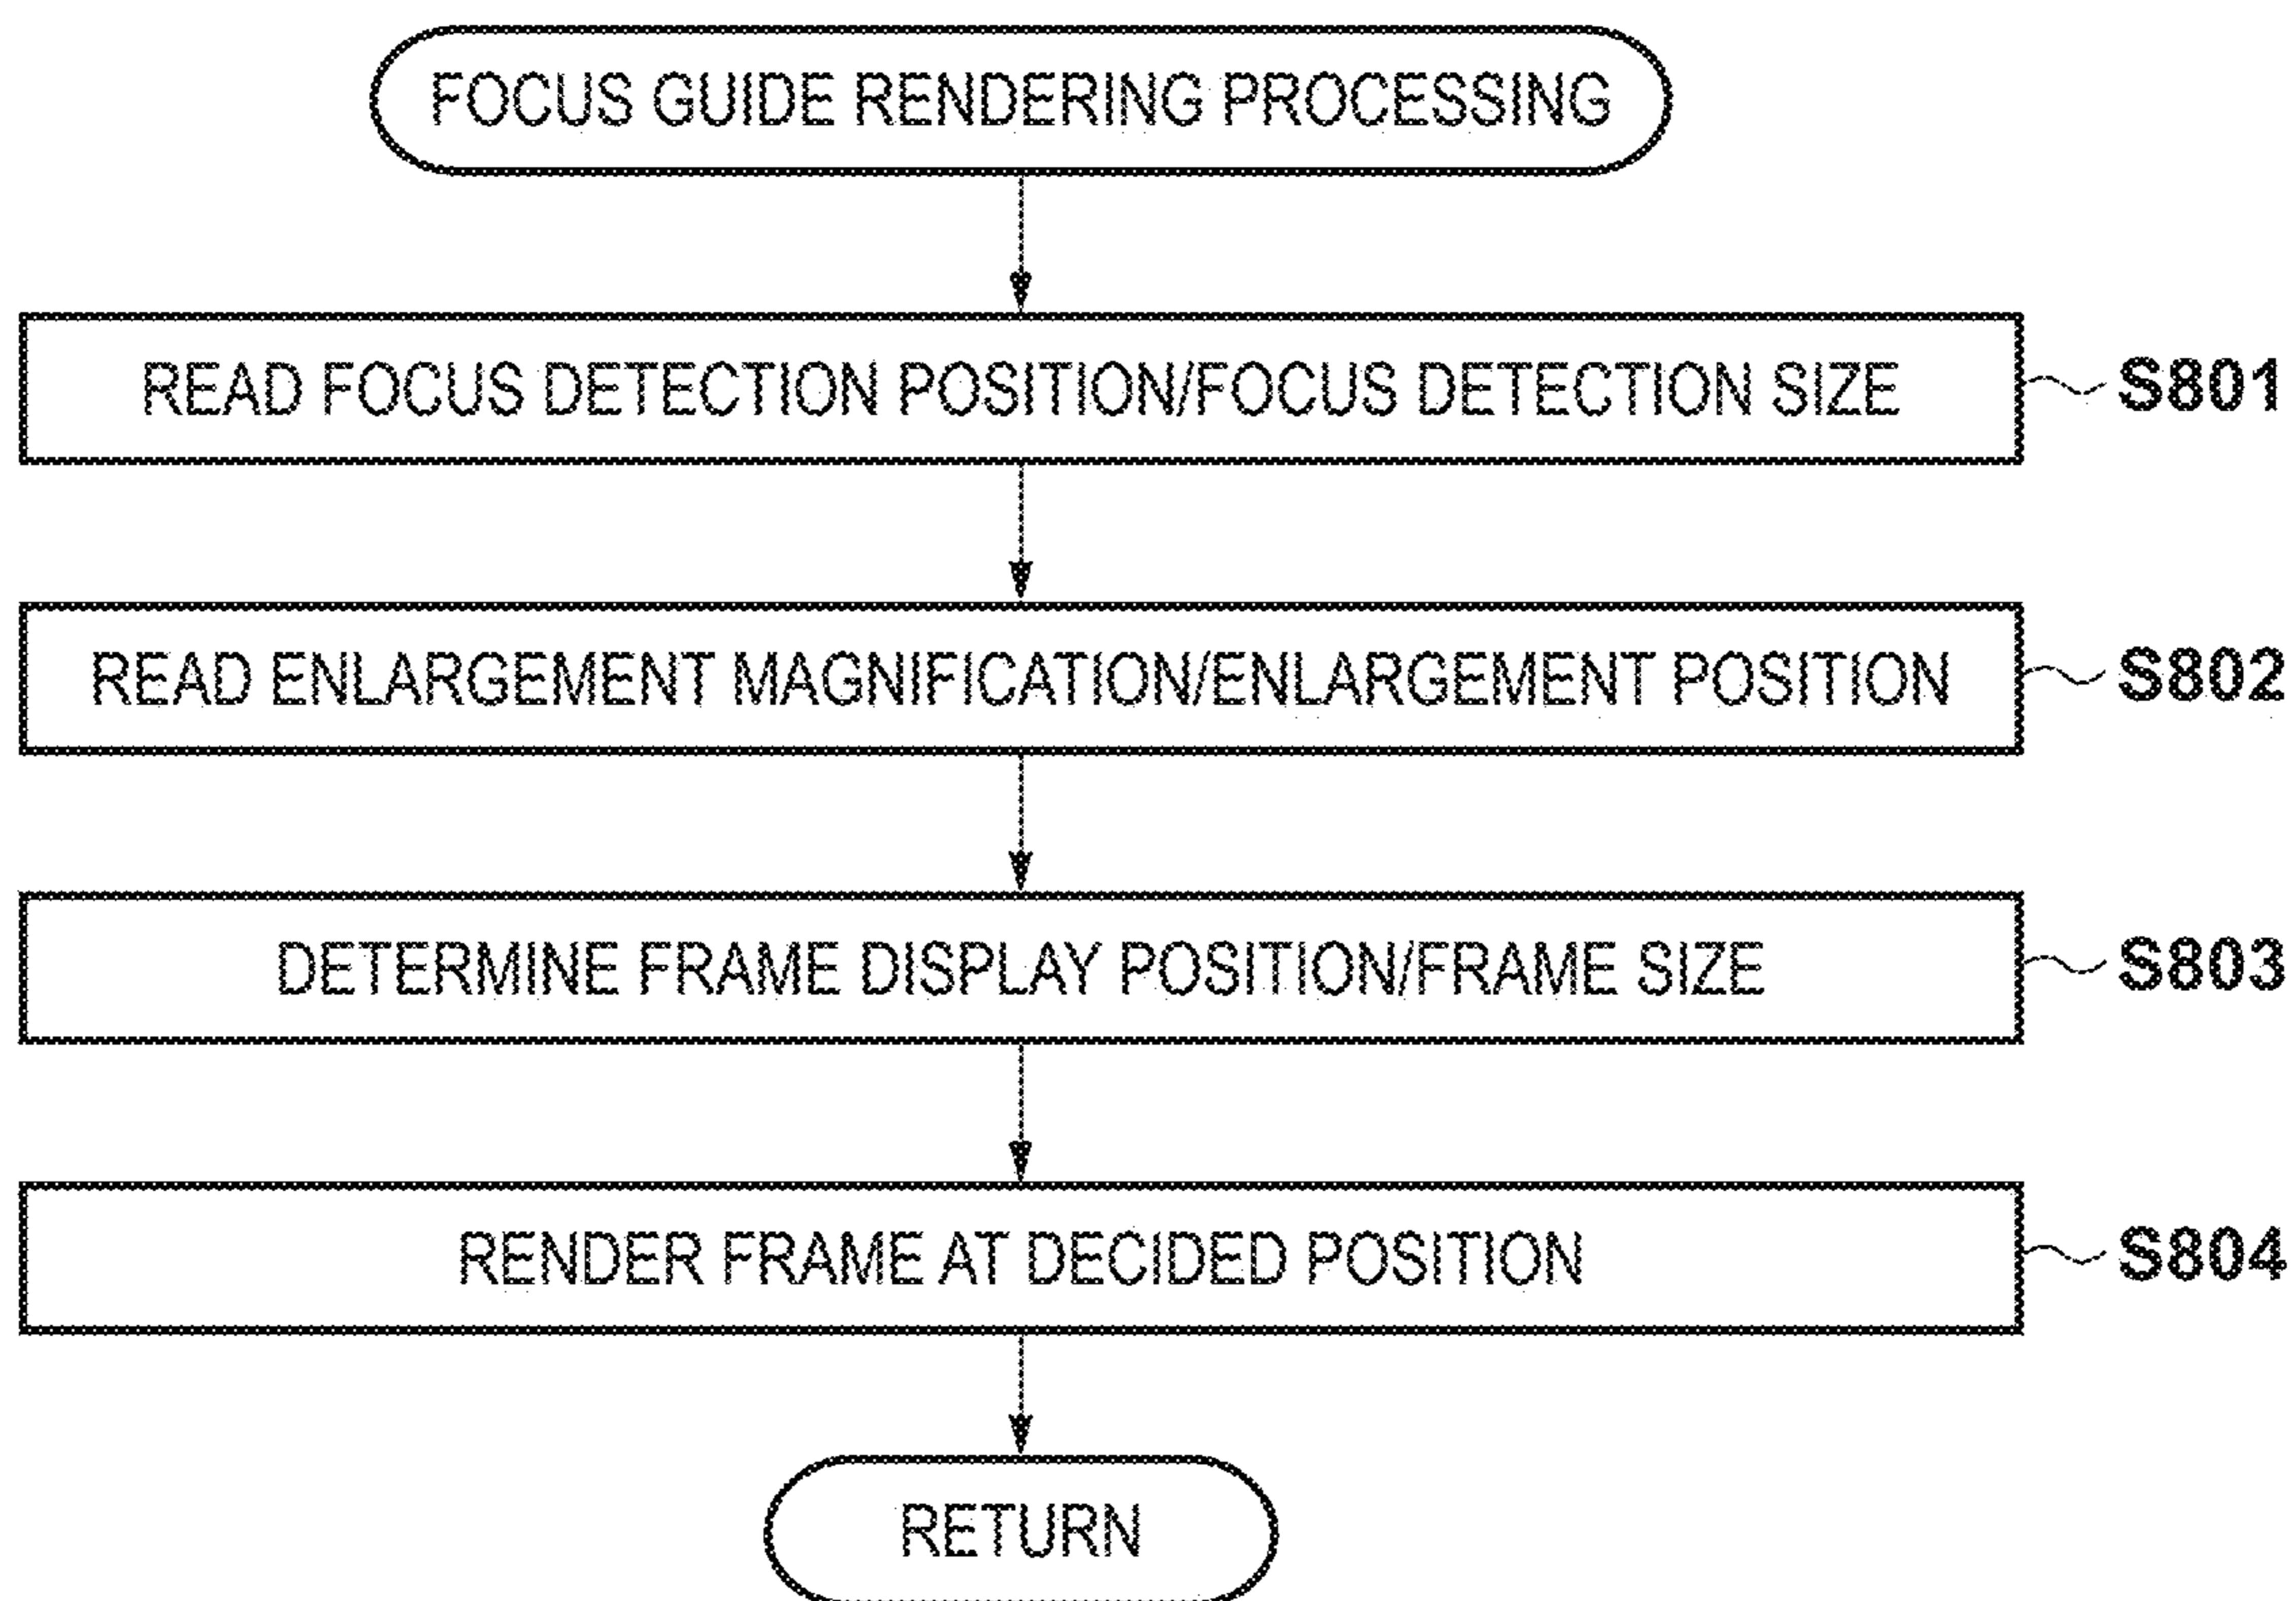 FOCUS GUIDE RENDERING PROCESSING
READ FOCUS DETECTION POSITION/FOCUS DETECTION SIZE
S801
READ ENLARGEMENT MAGNIFICATION/ENLARGEMENT POSITION
S802
DETERMINE FRAME DISPLAY POSITION/FRAME SIZE
S803
RENDER FRAME AT DECIDED POSITION
S804
RETURN